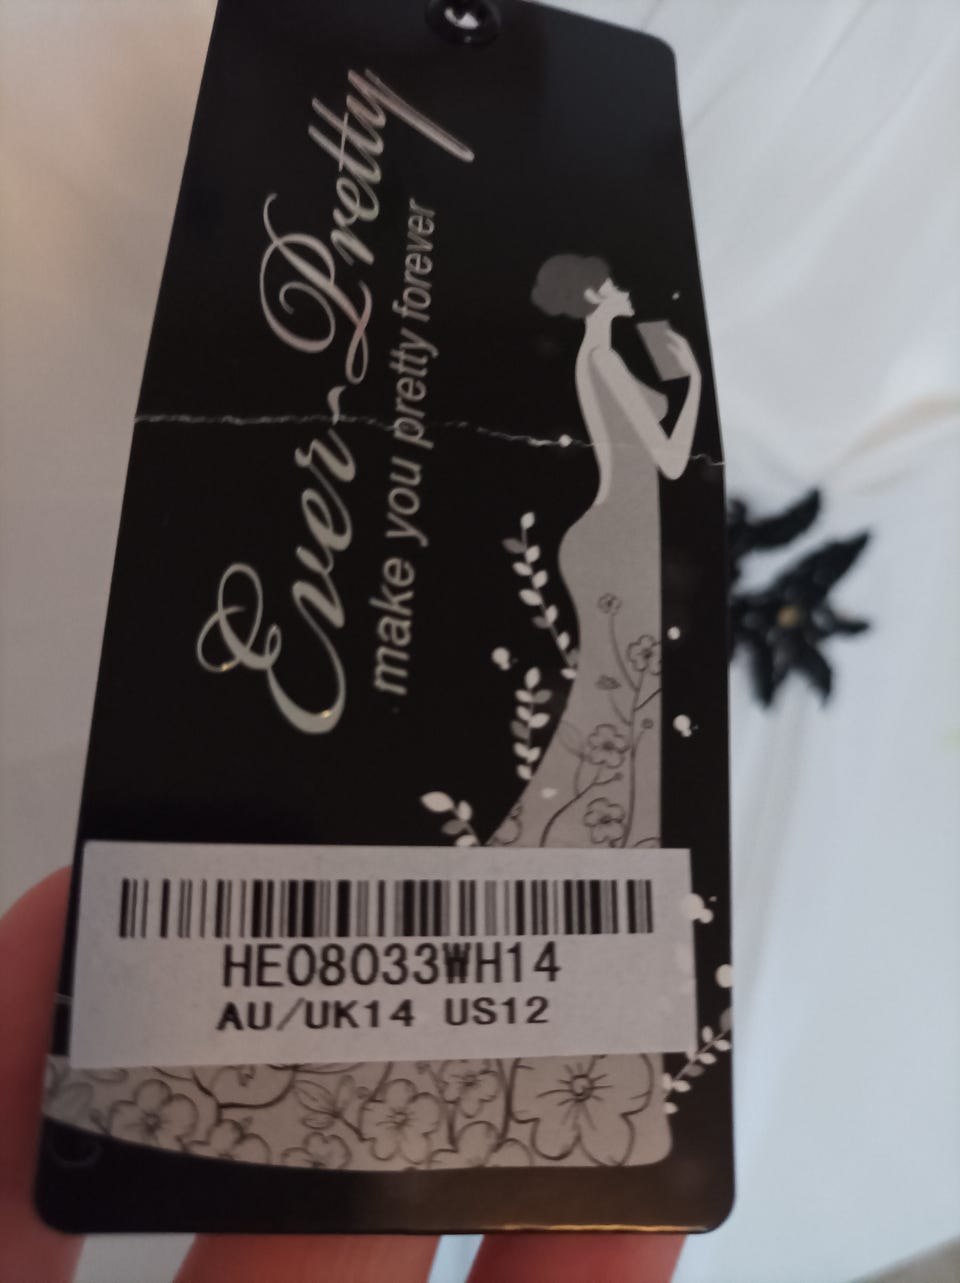 Ever-Pretty
make you pretty forever
HE08033WH14
AU/UK14 US12